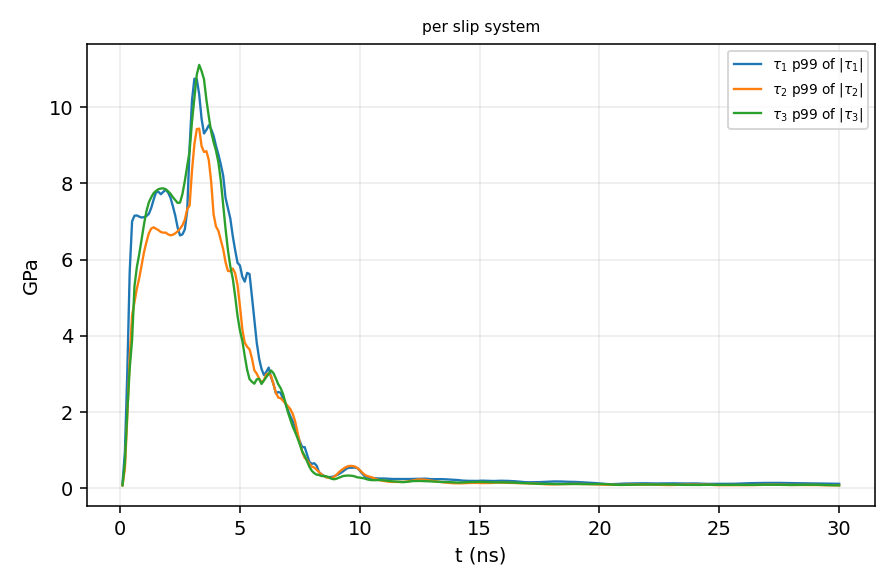 per slip system
τ₁ p99 of |τ₁|
τ₂ p99 of |τ₂|
τ₃ p99 of |τ₃|
GPa
10
8
6
4
2
0
0 5 10 15 20 25 30
t (ns)